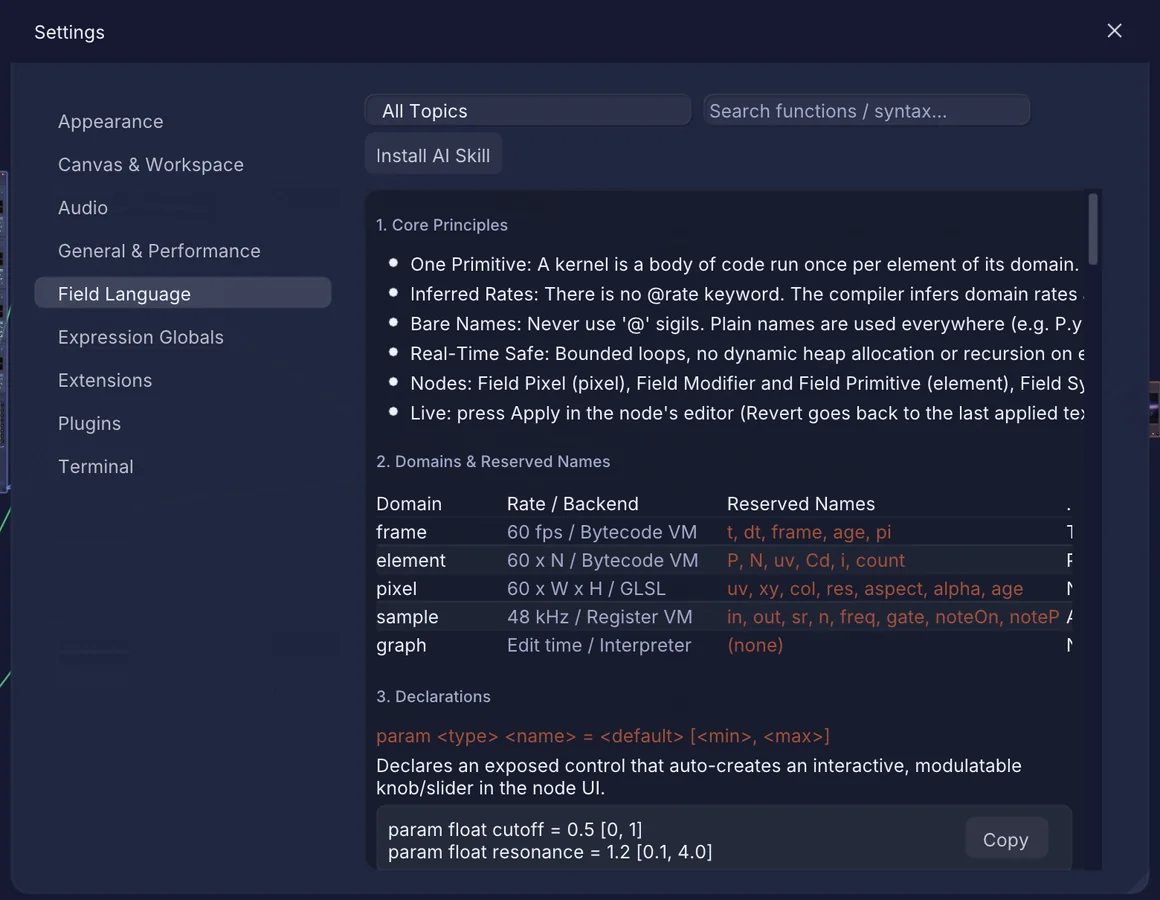 Settings
Appearance
Canvas & Workspace
Audio
General & Performance
Field Language
Expression Globals
Extensions
Plugins
Terminal
All Topics
Search functions / syntax...
Install AI Skill
1. Core Principles
One Primitive: A kernel is a body of code run once per element of its domain.
Inferred Rates: There is no @rate keyword. The compiler infers domain rates
Bare Names: Never use '@' sigils. Plain names are used everywhere (e.g. P.y
Real-Time Safe: Bounded loops, no dynamic heap allocation or recursion on
Nodes: Field Pixel (pixel), Field Modifier and Field Primitive (element), Field
Live: press Apply in the node's editor (Revert goes back to the last applied
2. Domains & Reserved Names
Domain Rate / Backend Reserved Names
frame 60 fps / Bytecode VM t, dt, frame, age, pi
element 60 x N / Bytecode VM P, N, uv, Cd, i, count
pixel 60 x W x H / GLSL uv, xy, col, res, aspect, alpha, age
sample 48 kHz / Register VM in, out, sr, n, freq, gate, noteOn, noteP
graph Edit time / Interpreter (none)
3. Declarations
param <type> <name> = <default> [<min>, <max>]
Declares an exposed control that auto-creates an interactive, modulatable
knob/slider in the node UI.
param float cutoff = 0.5 [0, 1]
param float resonance = 1.2 [0.1, 4.0]
Copy